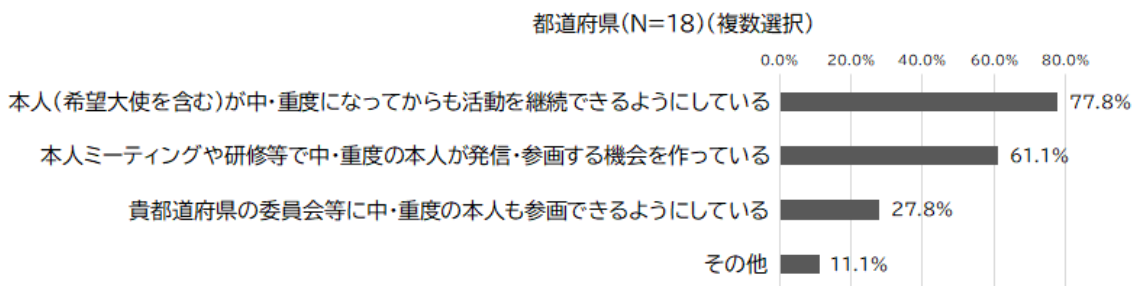 都道府県(N=18)(複数選択)
0.0% 20.0% 40.0% 60.0% 80.0%
本人(希望大使を含む)が中・重度になってからも活動を継続できるようにしている 77.8%
本人ミーティングや研修等で中・重度の本人が発信・参画する機会を作っている 61.1%
貴都道府県の委員会等に中・重度の本人も参画できるようにしている 27.8%
その他 11.1%